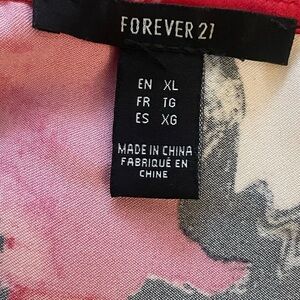 FOREVER 21
EN XL
FR TG
ES XG
MADE IN CHINA
FABRIQUÉ EN
CHINE